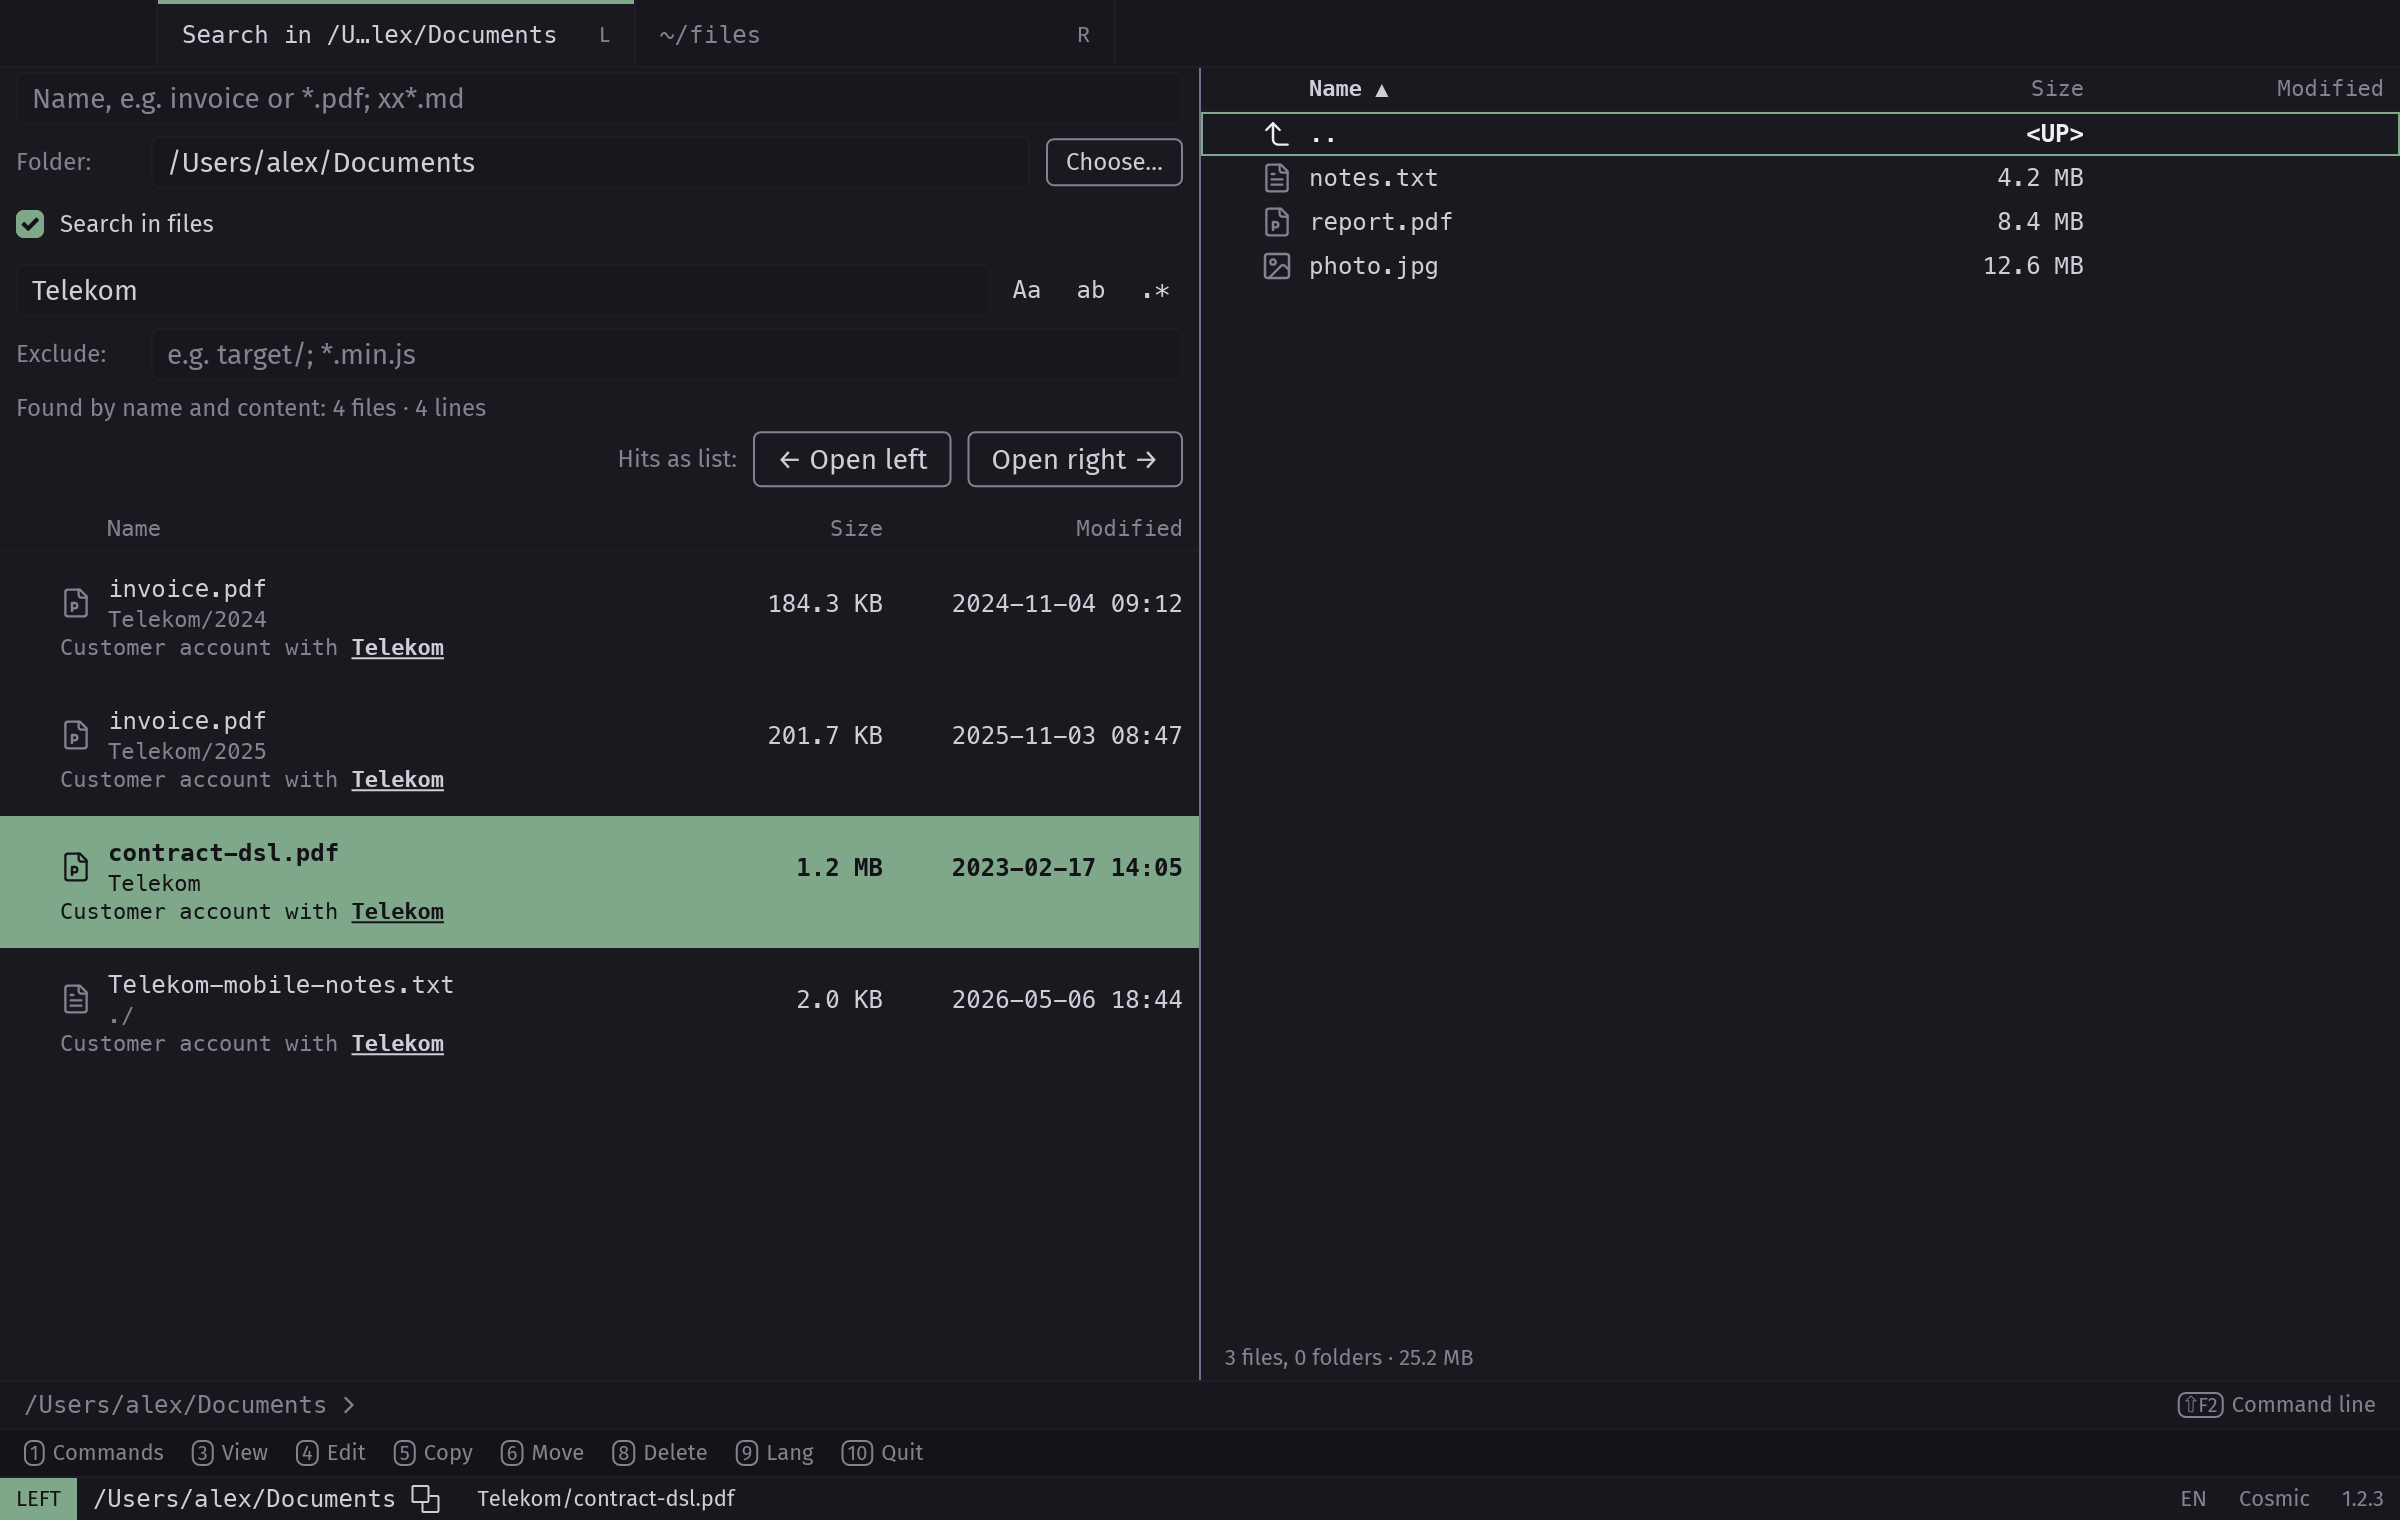 Search in /U…lex/Documents L ~/files R
Name, e.g. invoice or *.pdf; xx*.md
Folder: /Users/alex/Documents Choose...
Search in files
Telekom Aa ab .*
Exclude: e.g. target/; *.min.js
Found by name and content: 4 files · 4 lines
Hits as list: ← Open left Open right →
Name Size Modified
invoice.pdf 184.3 KB 2024-11-04 09:12
Telekom/2024
Customer account with Telekom
invoice.pdf 201.7 KB 2025-11-03 08:47
Telekom/2025
Customer account with Telekom
contract-dsl.pdf 1.2 MB 2023-02-17 14:05
Telekom
Customer account with Telekom
Telekom-mobile-notes.txt 2.0 KB 2026-05-06 18:44
./
Customer account with Telekom
Name ▲ Size Modified
.. <UP>
notes.txt 4.2 MB
report.pdf 8.4 MB
photo.jpg 12.6 MB
3 files, 0 folders · 25.2 MB
/Users/alex/Documents > ⇧F2 Command line
1 Commands 3 View 4 Edit 5 Copy 6 Move 8 Delete 9 Lang 10 Quit
LEFT /Users/alex/Documents Telekom/contract-dsl.pdf EN Cosmic 1.2.3